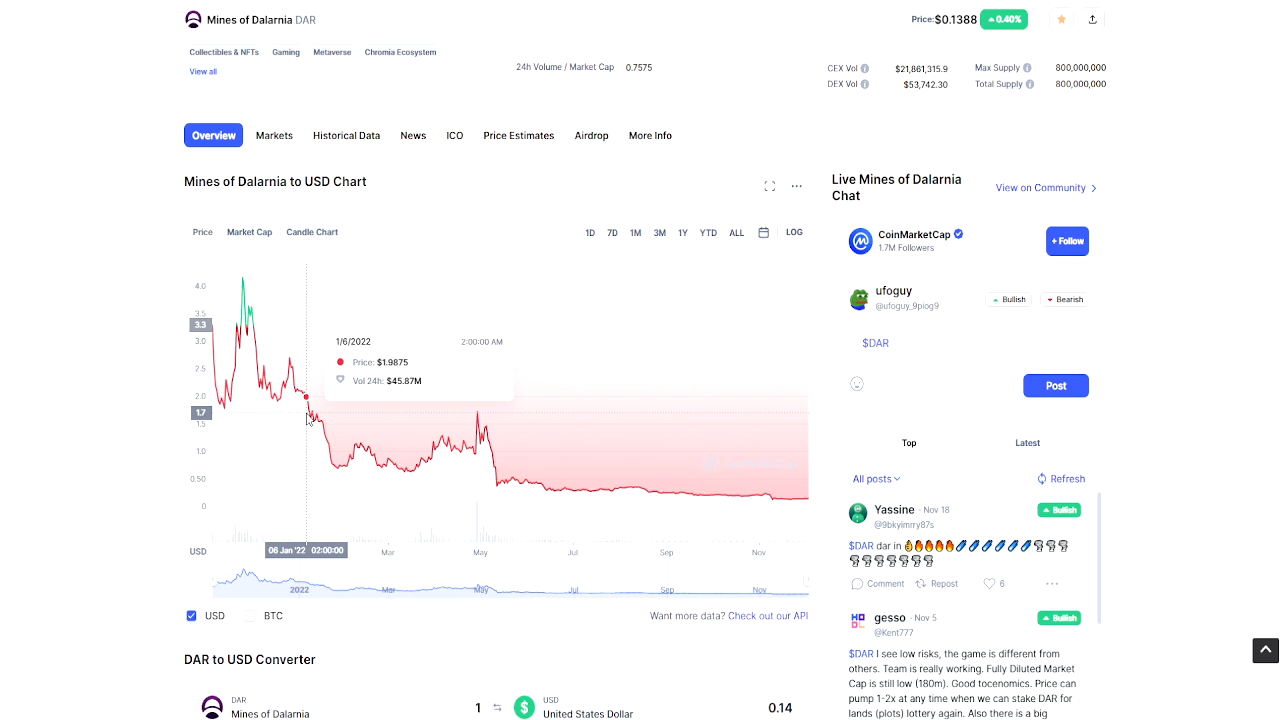 Mines of Dalarnia DAR
Price: $0.1388 0.40%
Collectibles & NFTs Gaming Metaverse Chromia Ecosystem
View all
24h Volume / Market Cap 0.7575
CEX Vol $21,861,315.9 Max Supply 800,000,000
DEX Vol $53,742.30 Total Supply 800,000,000
Overview Markets Historical Data News ICO Price Estimates Airdrop More Info
Mines of Dalarnia to USD Chart
Price Market Cap Candle Chart 1D 7D 1M 3M 1Y YTD ALL LOG
4.0
3.5
3.3
3.0
2.5
2.0
1.7
1.5
1.0
0.50
0
1/6/2022 2:00:00 AM
Price: $1.9875
Vol 24h: $45.87M
CoinMarketCap
USD 06 Jan '22 02:00:00 Mar May Jul Sep Nov
2022 Mar May Jul Sep Nov
USD BTC Want more data? Check out our API
DAR to USD Converter
DAR
Mines of Dalarnia 1
USD
United States Dollar 0.14
Live Mines of Dalarnia
Chat
View on Community
CoinMarketCap
1.7M Followers
+ Follow
ufoguy
@ufoguy_9piog9
Bullish Bearish
$DAR
Post
Top Latest
All posts Refresh
Yassine · Nov 18 Bullish
@9bkyimrry87s
$DAR dar in
Comment Repost 6
gesso · Nov 5 Bullish
@Kent777
$DAR I see low risks, the game is different from
others. Team is really working. Fully Diluted Market
Cap is still low (180m). Good tocenomics. Price can
pump 1-2x at any time when we can stake DAR for
lands (plots) lottery again. Also there is a big